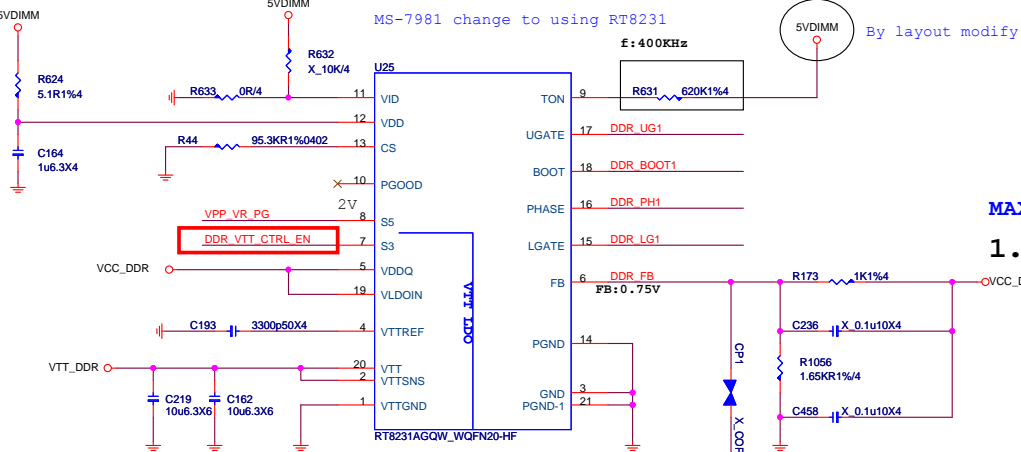 5VDIMM
5VDIMM
MS-7981 change to using RT8231
f:400KHz
5VDIMM
By layout modify
R624
5.1R1%4
R632
X_10K/4
U25
R633 0R/4
11 VID
TON 9
R631 620K1%4
12 VDD
UGATE 17 DDR_UG1
R44 95.3KR1%0402
13 CS
C164
1u6.3X4
BOOT 18 DDR_BOOT1
10 PGOOD
2V
PHASE 16 DDR_PH1
VPP_VR_PG
8 S5
DDR_VTT_CTRL_EN
7 S3
LGATE 15 DDR_LG1
VCC_DDR
5 VDDQ
FB 6 DDR_FB
FB:0.75V
R173 1K1%4
19 VLDOIN
VTT LDO
C193 3300p50X4
4 VTTREF
C236 X_0.1u10X4
PGND 14
CP1
R1056
1.65KR1%/4
VTT_DDR
20 VTT
2 VTTSNS
GND 3
PGND-1 21
C219
10u6.3X6
C162
10u6.3X6
1 VTTGND
C458 X_0.1u10X4
RT8231AGQW_WQFN20-HF